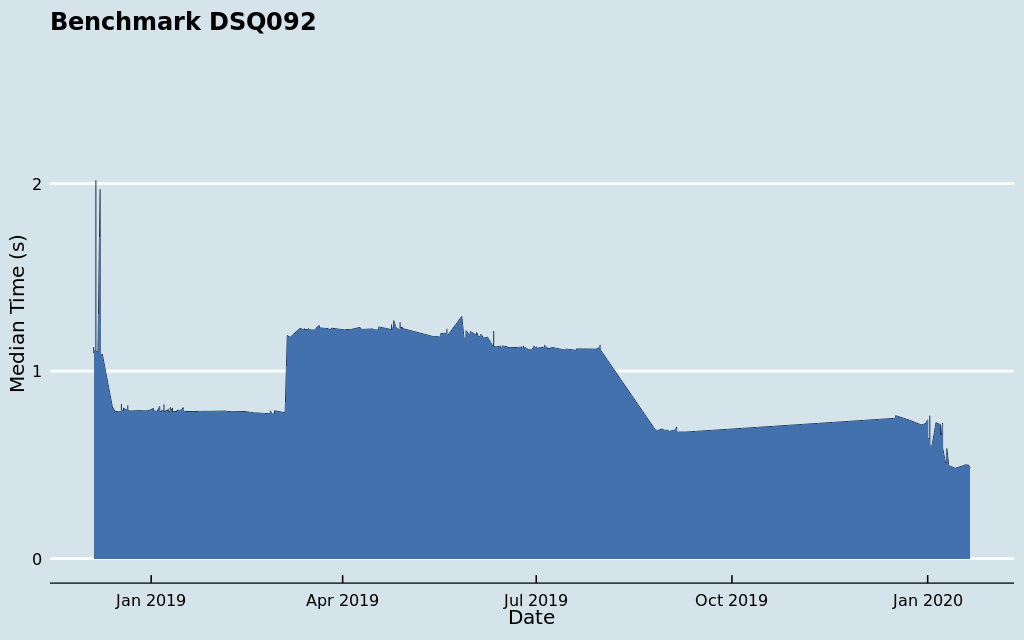 Benchmark DSQ092
Median Time (s)
2
1
0
Jan 2019
Apr 2019
Jul 2019
Oct 2019
Jan 2020
Date